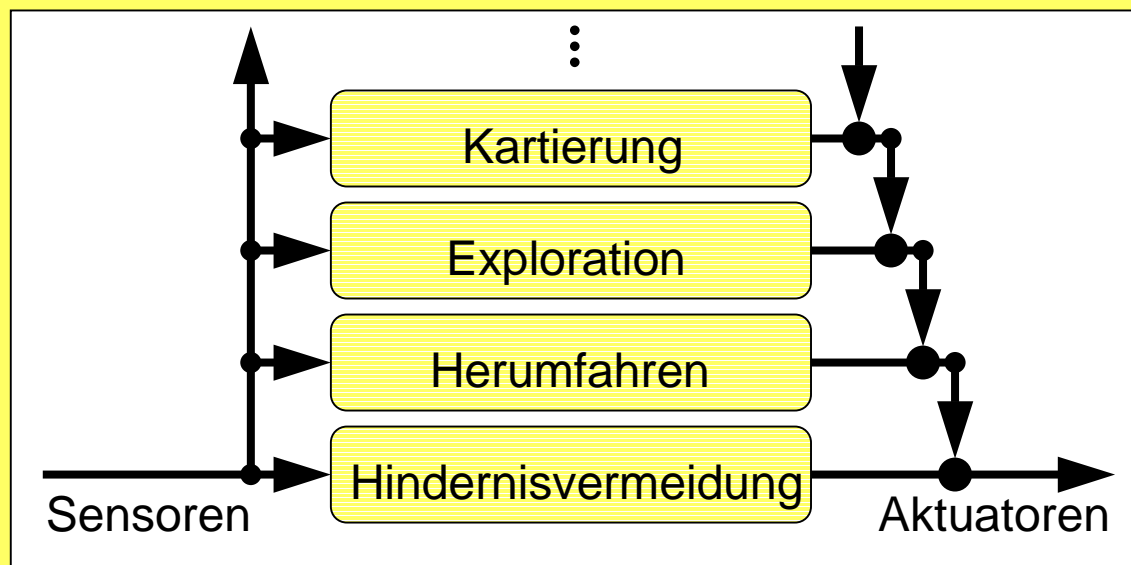 Kartierung
Exploration
Herumfahren
Hindernisvermeidung
Sensoren
Aktuatoren